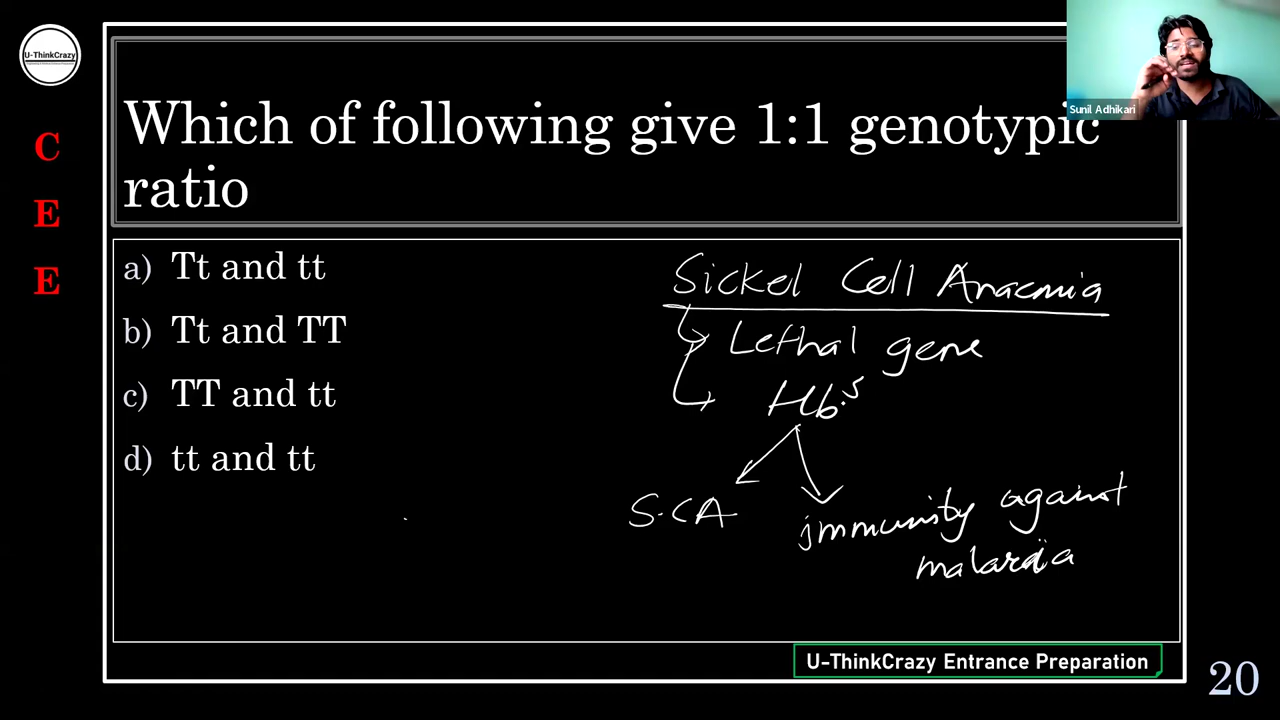 U-ThinkCrazy
C
E
E
Which of following give 1:1 genotypic
ratio
Sunil Adhikari
a) Tt and tt
b) Tt and TT
c) TT and tt
d) tt and tt
Sickel Cell Anaemia
Lethal gene
Hb.s
S.CA
immunity against
malaria
U-ThinkCrazy Entrance Preparation
20